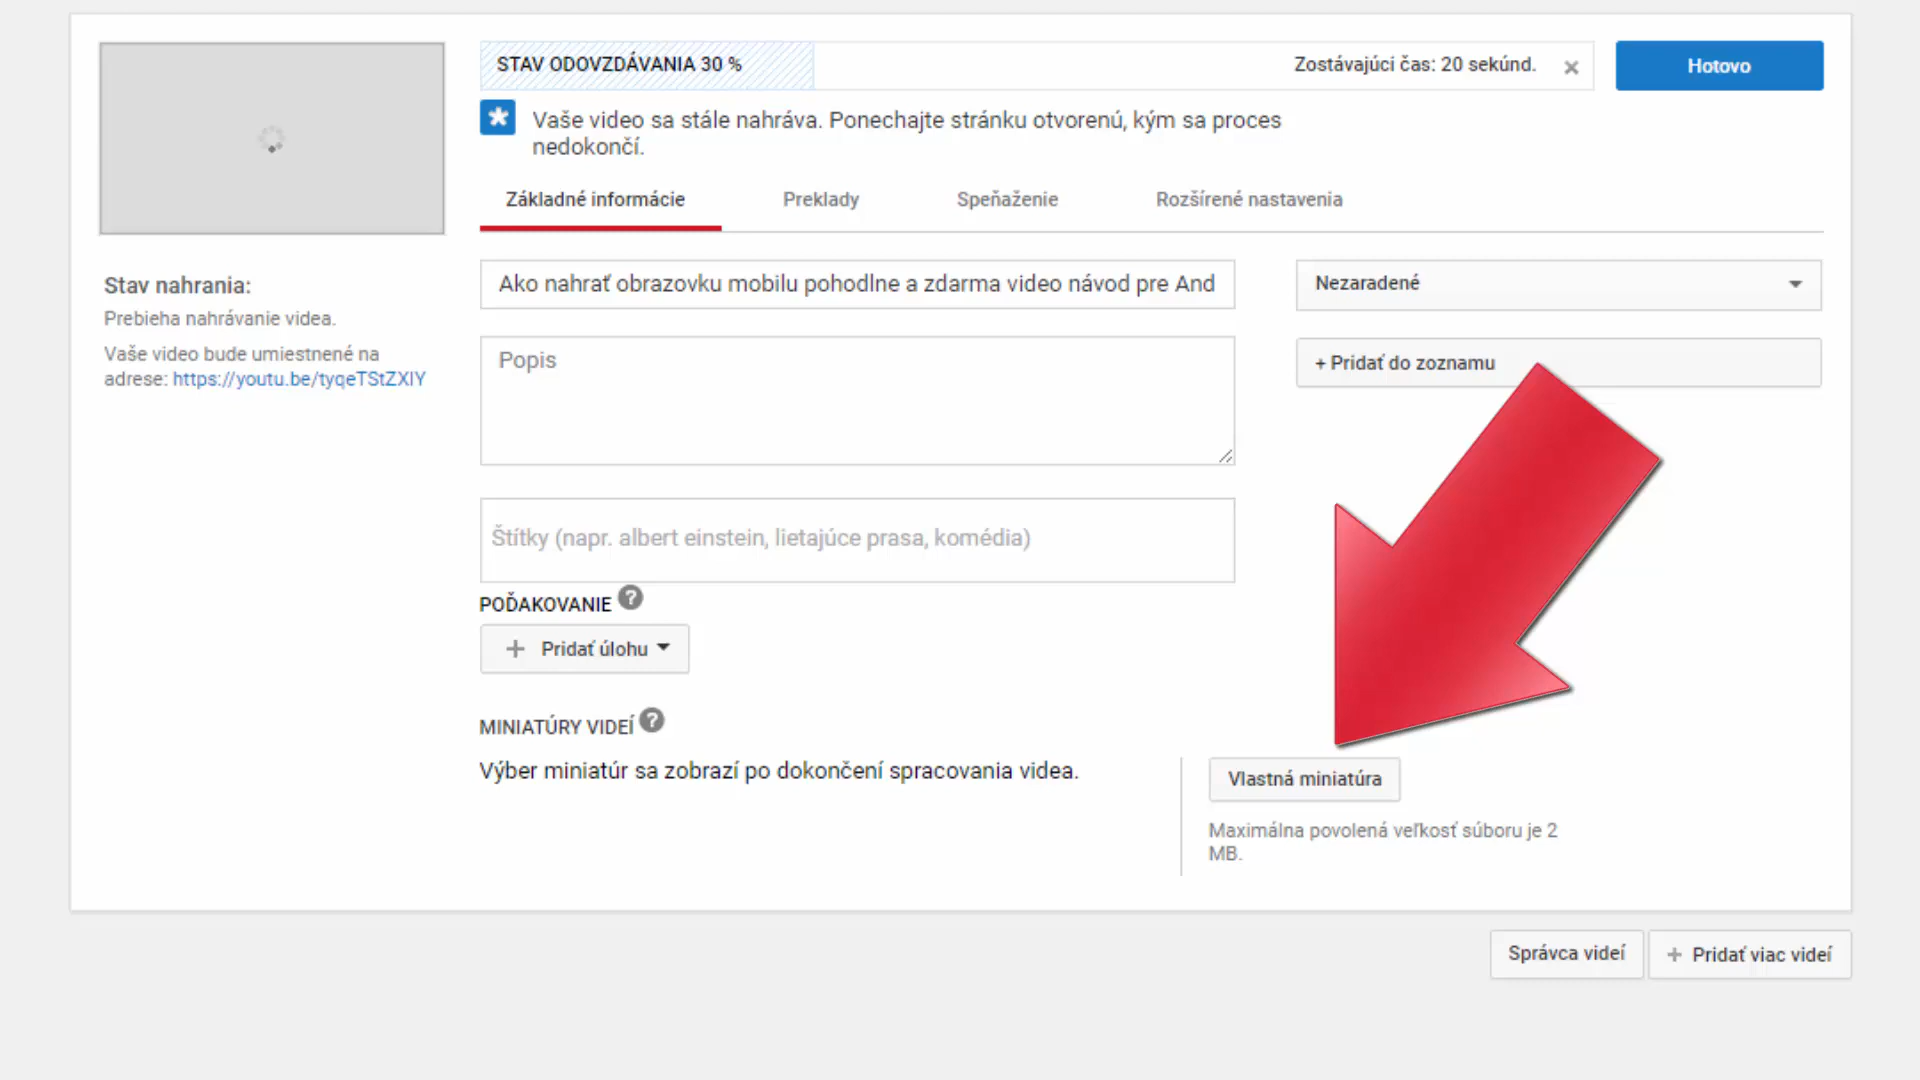 STAV ODOVZDÁVANIA 30 %
Zostávajúci čas: 20 sekúnd.
Hotovo
Vaše video sa stále nahráva. Ponechajte stránku otvorenú, kým sa proces
nedokončí.
Základné informácie
Preklady
Speňaženie
Rozšírené nastavenia
Stav nahrania:
Prebieha nahrávanie videa.
Vaše video bude umiestnené na
adrese: https://youtu.be/tyqeTStZXIY
Ako nahrať obrazovku mobilu pohodlne a zdarma video návod pre And
Nezaradené
Popis
+ Pridať do zoznamu
Štítky (napr. albert einstein, lietajúce prasa, komédia)
POĎAKOVANIE ?
+ Pridať úlohu
MINIATÚRY VIDEÍ ?
Výber miniatúr sa zobrazí po dokončení spracovania videa.
Vlastná miniatúra
Maximálna povolená veľkosť súboru je 2
MB.
Správca videí
+ Pridať viac videí